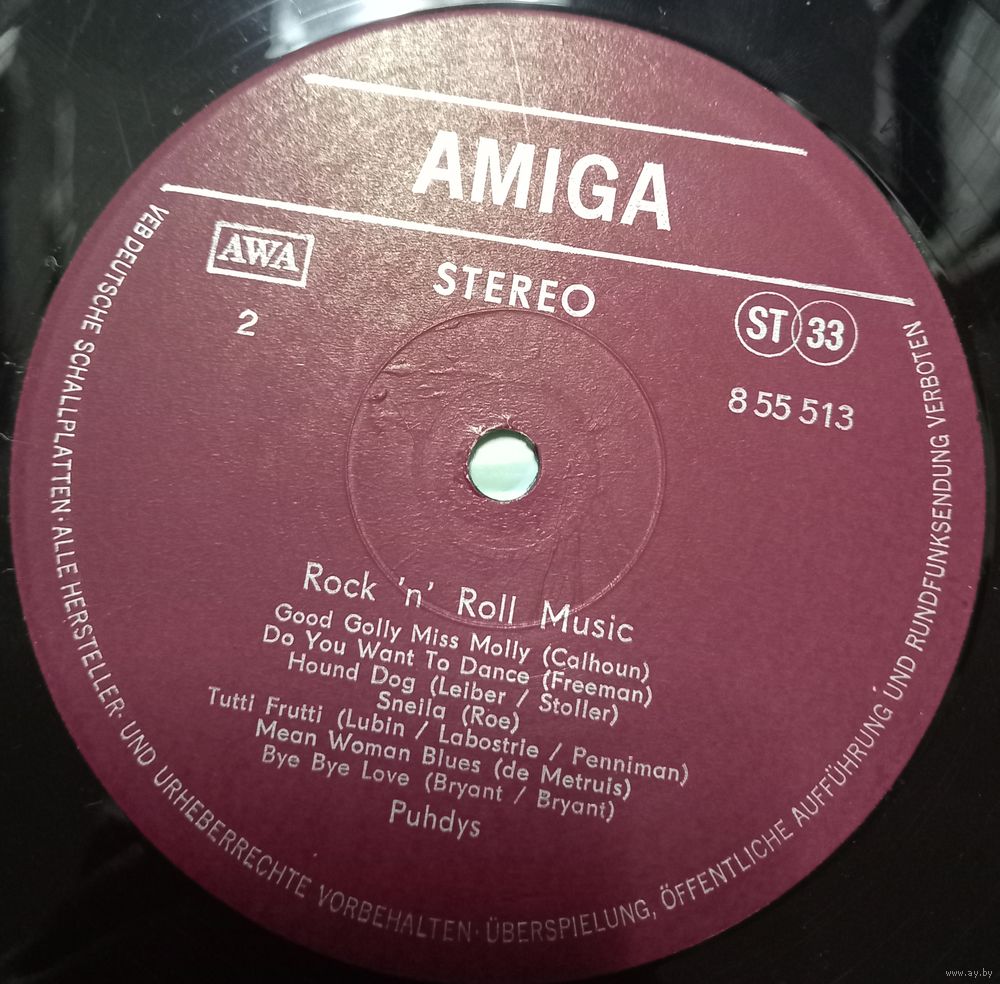 AMIGA
AWA
STEREO
2
ST 33
8 55 513
Rock 'n' Roll Music
Good Golly Miss Molly (Calhoun)
Do You Want To Dance (Freeman)
Hound Dog (Leiber / Stoller)
Sneila (Roe)
Tutti Frutti (Lubin / Labostrie / Penniman)
Mean Woman Blues (de Metruis)
Bye Bye Love (Bryant / Bryant)
Puhdys
VEB DEUTSCHE SCHALLPLATTEN · ALLE HERSTELLER- UND URHEBERRECHTE VORBEHALTEN · ÜBERSPIELUNG, ÖFFENTLICHE AUFFÜHRUNG UND RUNDFUNKSENDUNG VERBOTEN
www.ay.by